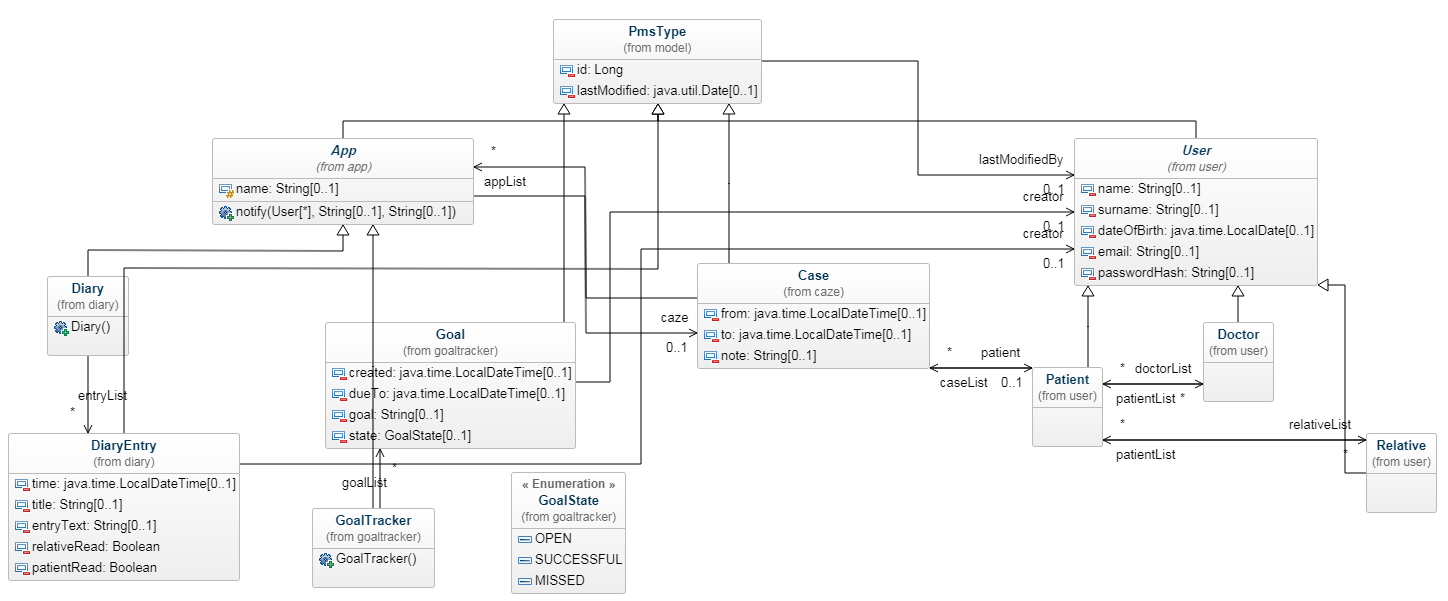 PmsType
(from model)
id: Long
lastModified: java.util.Date[0..1]
App
(from app)
name: String[0..1]
notify(User[*], String[0..1], String[0..1])
*
appList
lastModifiedBy
0..1
creator
0..1
creator
0..1
User
(from user)
name: String[0..1]
surname: String[0..1]
dateOfBirth: java.time.LocalDate[0..1]
email: String[0..1]
passwordHash: String[0..1]
Diary
(from diary)
Diary()
entryList
*
Goal
(from goaltracker)
created: java.time.LocalDateTime[0..1]
dueTo: java.time.LocalDateTime[0..1]
goal: String[0..1]
state: GoalState[0..1]
caze
0..1
Case
(from caze)
from: java.time.LocalDateTime[0..1]
to: java.time.LocalDateTime[0..1]
note: String[0..1]
* patient
caseList 0..1
Patient
(from user)
Doctor
(from user)
* doctorList
patientList *
relativeList
*
patientList
*
Relative
(from user)
DiaryEntry
(from diary)
time: java.time.LocalDateTime[0..1]
title: String[0..1]
entryText: String[0..1]
relativeRead: Boolean
patientRead: Boolean
*
goalList
GoalTracker
(from goaltracker)
GoalTracker()
« Enumeration »
GoalState
(from goaltracker)
OPEN
SUCCESSFUL
MISSED